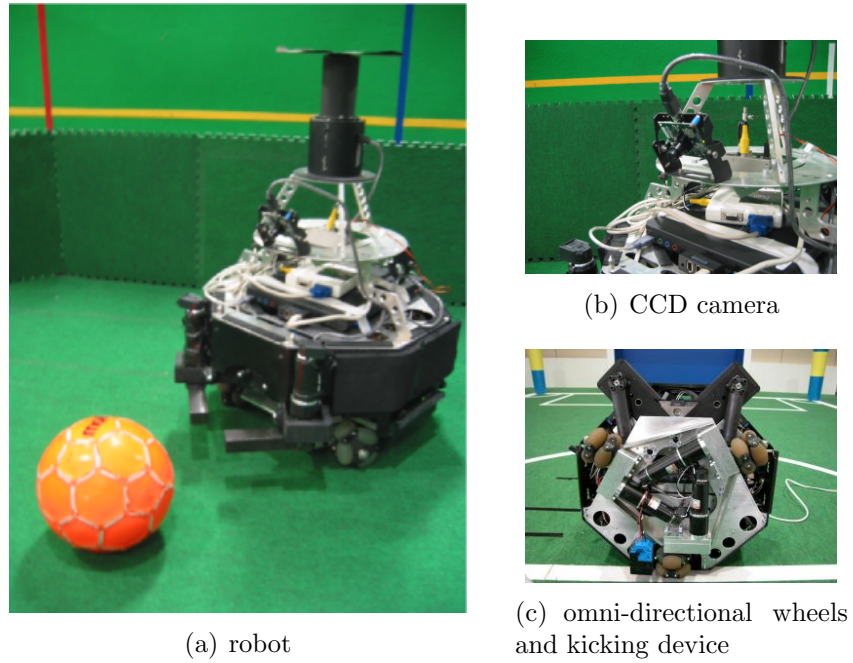 (a) robot
(b) CCD camera
(c) omni-directional wheels
and kicking device